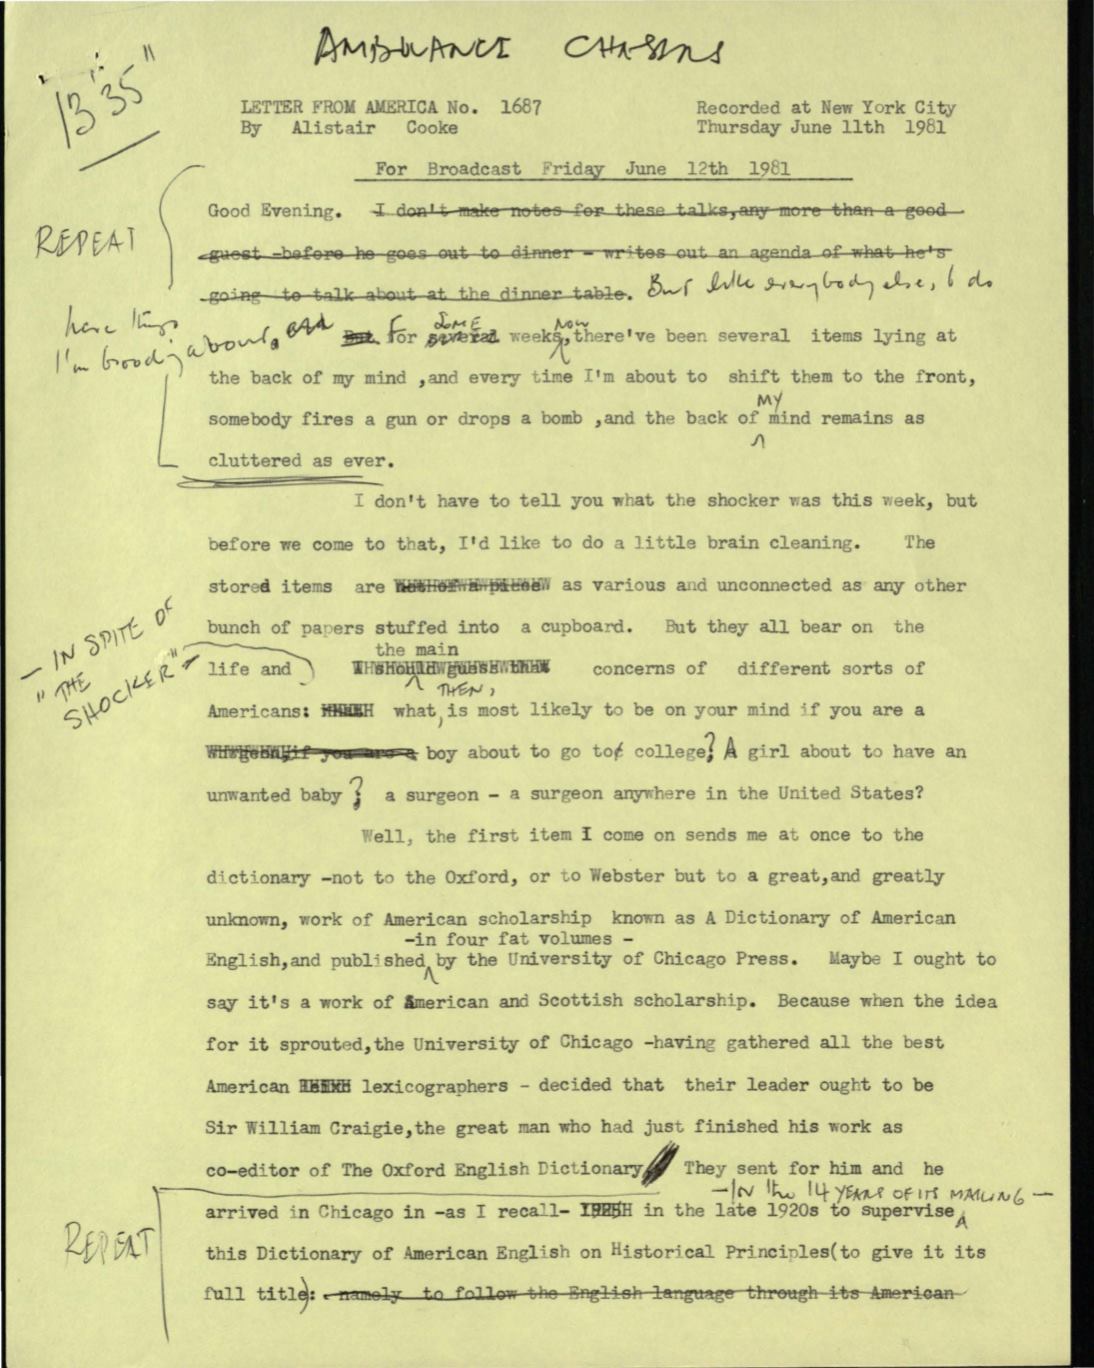 AMBULANCE CHASERS
13'35"
LETTER FROM AMERICA No. 1687
By Alistair Cooke
Recorded at New York City
Thursday June 11th 1981
For Broadcast Friday June 12th 1981
REPEAT
Good Evening. I don't make notes for these talks,any more than a good
guest -before he goes out to dinner - writes out an agenda of what he's
going to talk about at the dinner table. But like everybody else, I do
have things
I'm brooding about, and But For several SOME weeks, NOW there've been several items lying at
the back of my mind ,and every time I'm about to shift them to the front,
somebody fires a gun or drops a bomb ,and the back of MY mind remains as
cluttered as ever.
I don't have to tell you what the shocker was this week, but
before we come to that, I'd like to do a little brain cleaning. The
stored items are not of a piece as various and unconnected as any other
bunch of papers stuffed into a cupboard. But they all bear on the
- IN SPITE OF
"THE
SHOCKER" -
the main
life and I should guess that concerns of different sorts of
THEN,
Americans: what, is most likely to be on your mind if you are a
if you are a boy about to go to college? A girl about to have an
unwanted baby? a surgeon - a surgeon anywhere in the United States?
Well, the first item I come on sends me at once to the
dictionary -not to the Oxford, or to Webster but to a great,and greatly
unknown, work of American scholarship known as A Dictionary of American
-in four fat volumes -
English,and published by the University of Chicago Press. Maybe I ought to
say it's a work of American and Scottish scholarship. Because when the idea
for it sprouted,the University of Chicago -having gathered all the best
American lexicographers - decided that their leader ought to be
Sir William Craigie,the great man who had just finished his work as
co-editor of The Oxford English Dictionary They sent for him and he
- IN the 14 YEARS OF ITS MAKING -
arrived in Chicago in -as I recall- in the late 1920s to supervise
REPEAT
this Dictionary of American English on Historical Principles(to give it its
full title): - namely to follow the English language through its American